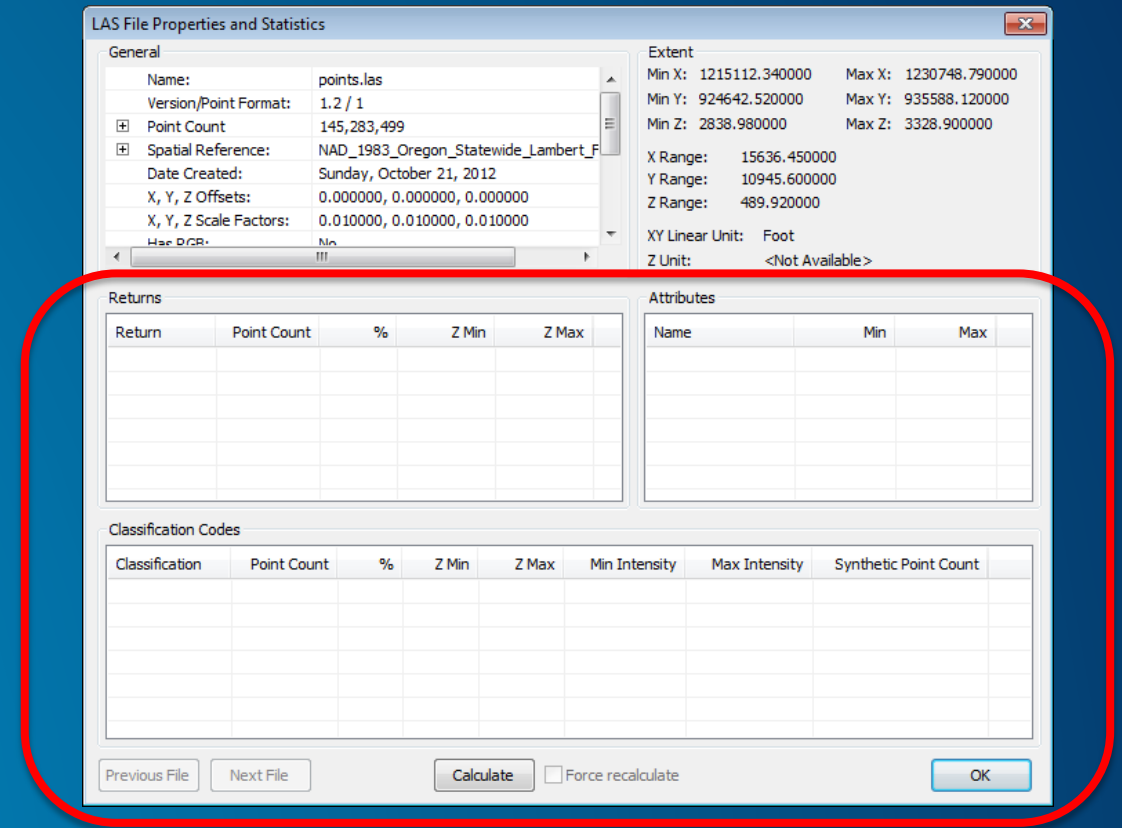 LAS File Properties and Statistics
General
Name: points.las
Version/Point Format: 1.2 / 1
Point Count 145,283,499
Spatial Reference: NAD_1983_Oregon_Statewide_Lambert_F
Date Created: Sunday, October 21, 2012
X, Y, Z Offsets: 0.000000, 0.000000, 0.000000
X, Y, Z Scale Factors: 0.010000, 0.010000, 0.010000
Has RGB: No
Extent
Min X: 1215112.340000 Max X: 1230748.790000
Min Y: 924642.520000 Max Y: 935588.120000
Min Z: 2838.980000 Max Z: 3328.900000
X Range: 15636.450000
Y Range: 10945.600000
Z Range: 489.920000
XY Linear Unit: Foot
Z Unit: <Not Available>
Returns
Return Point Count % Z Min Z Max
Attributes
Name Min Max
Classification Codes
Classification Point Count % Z Min Z Max Min Intensity Max Intensity Synthetic Point Count
Previous File Next File Calculate Force recalculate OK